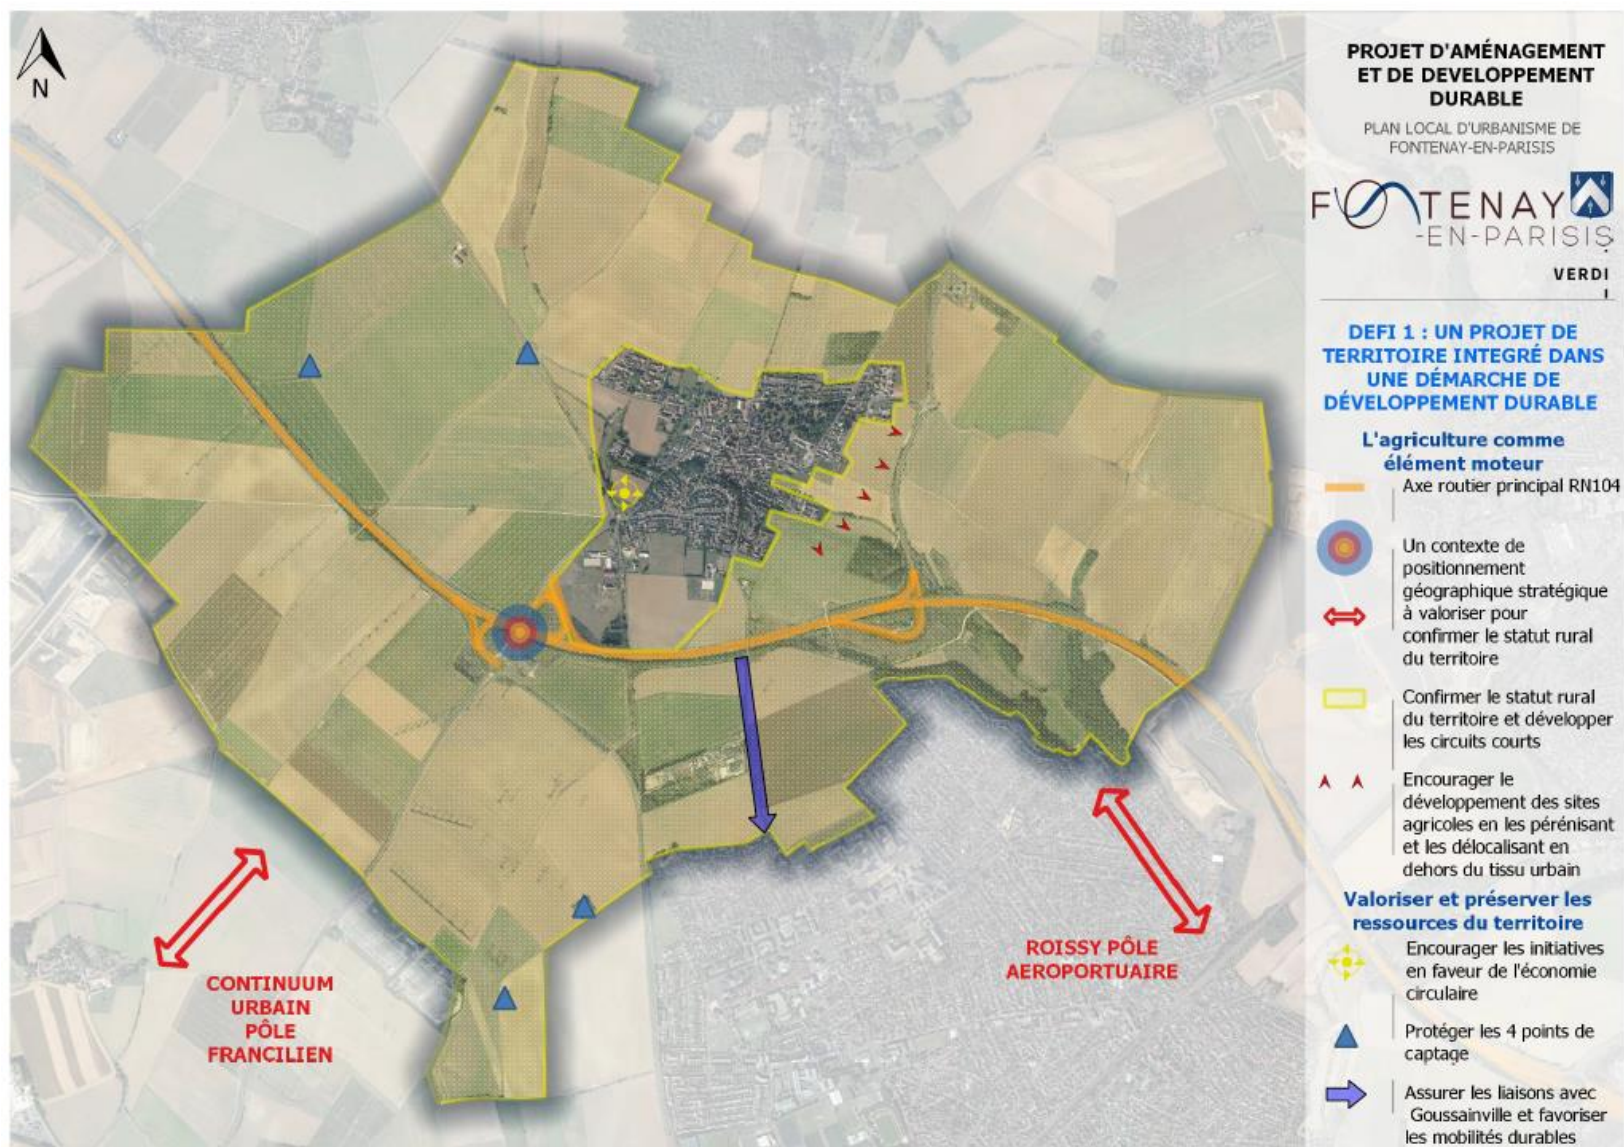 N
PROJET D'AMÉNAGEMENT
ET DE DEVELOPPEMENT
DURABLE
PLAN LOCAL D'URBANISME DE
FONTENAY-EN-PARISIS
FONTENAY
-EN-PARISIS
VERDI
DEFI 1 : UN PROJET DE
TERRITOIRE INTEGRÉ DANS
UNE DÉMARCHE DE
DÉVELOPPEMENT DURABLE
L'agriculture comme
élément moteur
Axe routier principal RN104
Un contexte de
positionnement
géographique stratégique
à valoriser pour
confirmer le statut rural
du territoire
Confirmer le statut rural
du territoire et développer
les circuits courts
Encourager le
développement des sites
agricoles en les pérénisant
et les délocalisant en
dehors du tissu urbain
Valoriser et préserver les
ressources du territoire
Encourager les initiatives
en faveur de l'économie
circulaire
Protéger les 4 points de
captage
Assurer les liaisons avec
Goussainville et favoriser
les mobilités durables
CONTINUUM
URBAIN
PÔLE
FRANCILIEN
ROISSY PÔLE
AEROPORTUAIRE